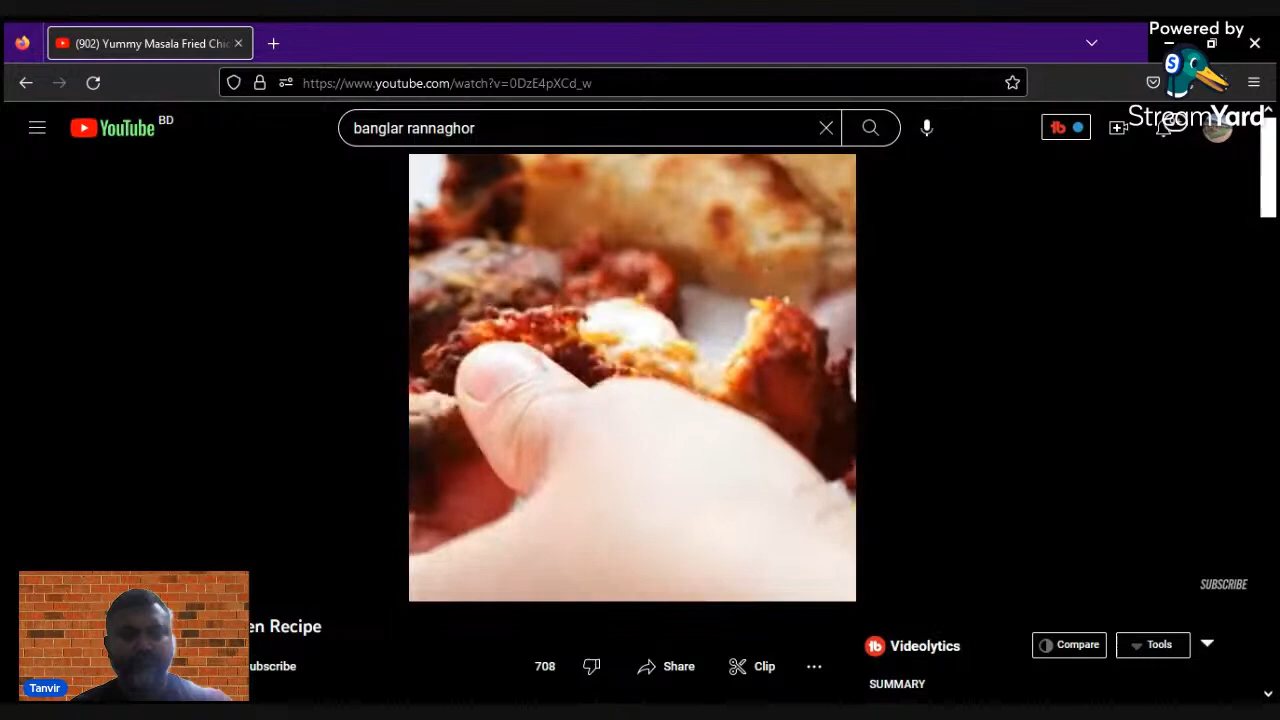 Powered by
StreamYard
(902) Yummy Masala Fried Chic
https://www.youtube.com/watch?v=0DzE4pXCd_w
YouTube BD
banglar rannaghor
SUBSCRIBE
en Recipe
ubscribe
708
Share
Clip
Videolytics
Compare
Tools
SUMMARY
Tanvir